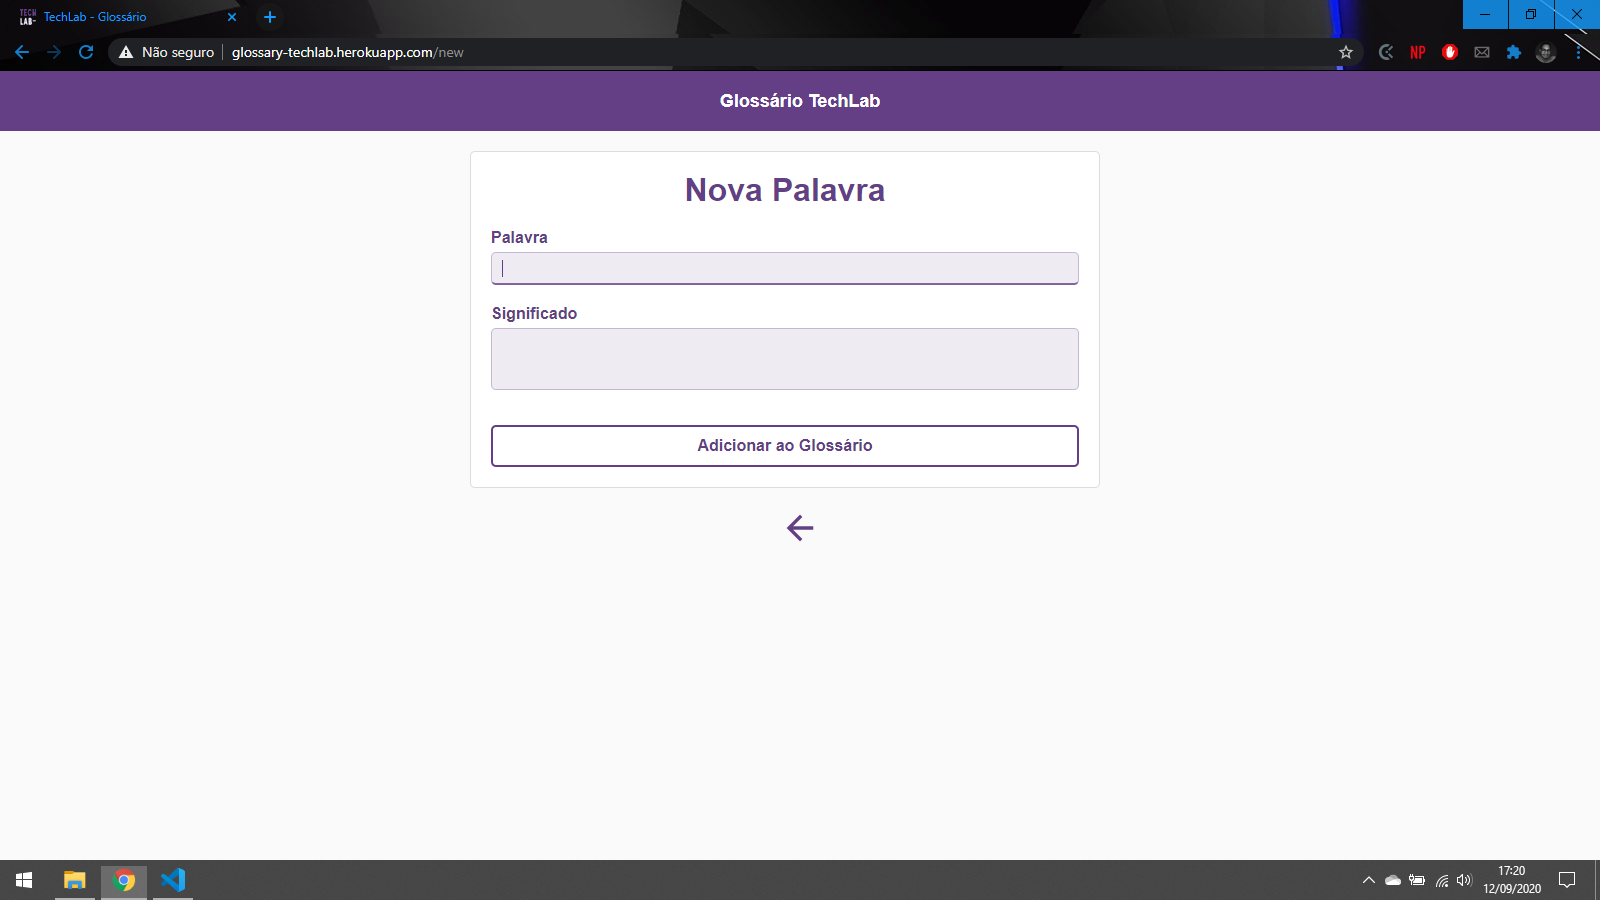 TECH
LAB-
TechLab - Glossário
Não seguro
glossary-techlab.herokuapp.com/new
NP
Glossário TechLab
Nova Palavra
Palavra
Significado
Adicionar ao Glossário
17:20
12/09/2020